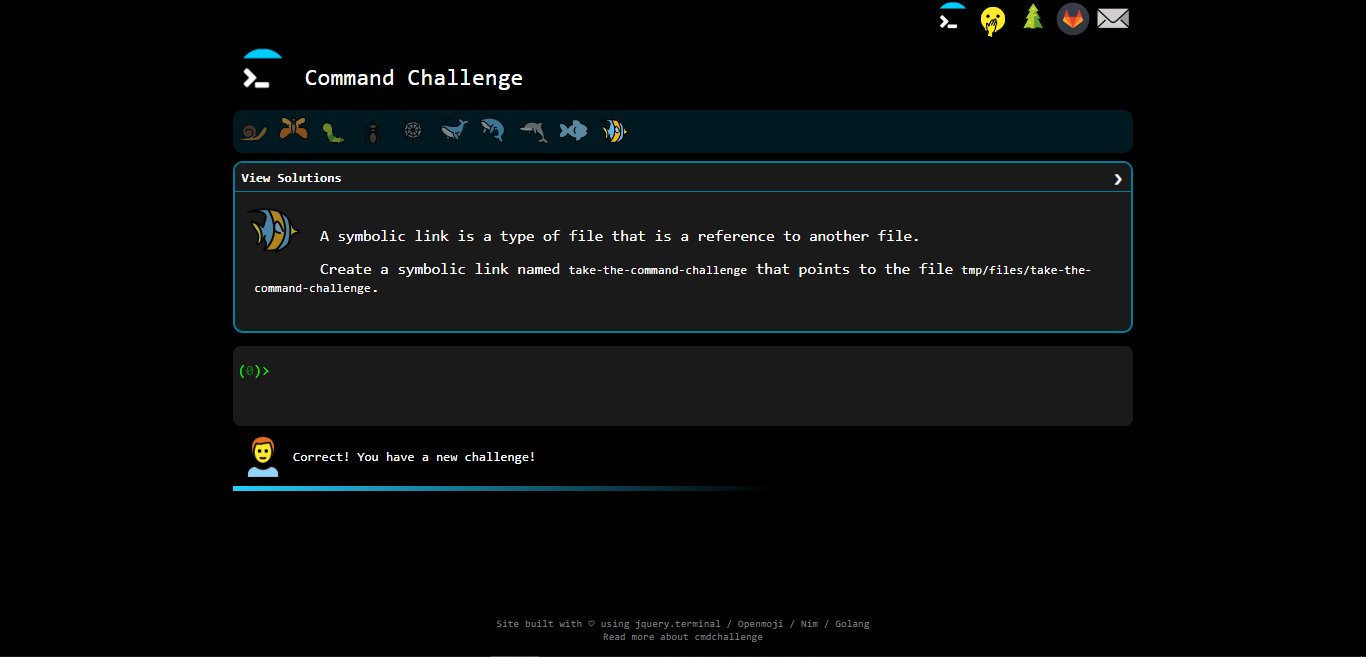 Command Challenge
View Solutions
A symbolic link is a type of file that is a reference to another file.
Create a symbolic link named take-the-command-challenge that points to the file tmp/files/take-the-
command-challenge.
(0)>
Correct! You have a new challenge!
Site built with ♡ using jquery.terminal / Openmoji / Nim / Golang
Read more about cmdchallenge